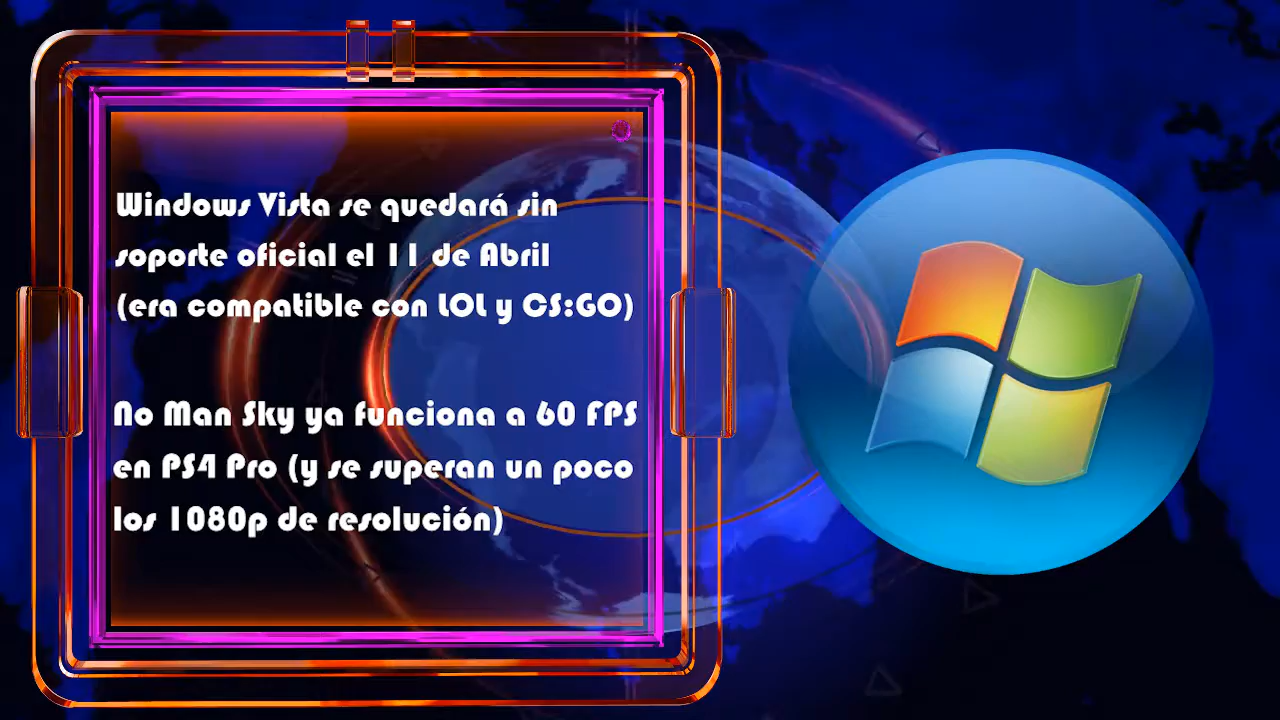 Windows Vista se quedará sin
soporte oficial el 11 de Abril
(era compatible con LOL y CS:GO)
No Man Sky ya funciona a 60 FPS
en PS4 Pro (y se superan un poco
los 1080p de resolución)